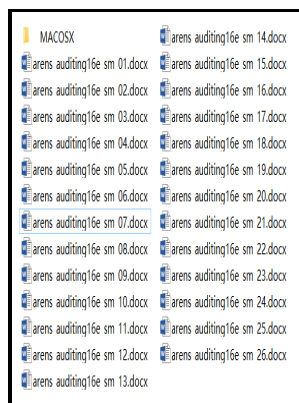 MACOSX
arens auditing16e sm 01.docx
arens auditing16e sm 02.docx
arens auditing16e sm 03.docx
arens auditing16e sm 04.docx
arens auditing16e sm 05.docx
arens auditing16e sm 06.docx
arens auditing16e sm 07.docx
arens auditing16e sm 08.docx
arens auditing16e sm 09.docx
arens auditing16e sm 10.docx
arens auditing16e sm 11.docx
arens auditing16e sm 12.docx
arens auditing16e sm 13.docx
arens auditing16e sm 14.docx
arens auditing16e sm 15.docx
arens auditing16e sm 16.docx
arens auditing16e sm 17.docx
arens auditing16e sm 18.docx
arens auditing16e sm 19.docx
arens auditing16e sm 20.docx
arens auditing16e sm 21.docx
arens auditing16e sm 22.docx
arens auditing16e sm 23.docx
arens auditing16e sm 24.docx
arens auditing16e sm 25.docx
arens auditing16e sm 26.docx